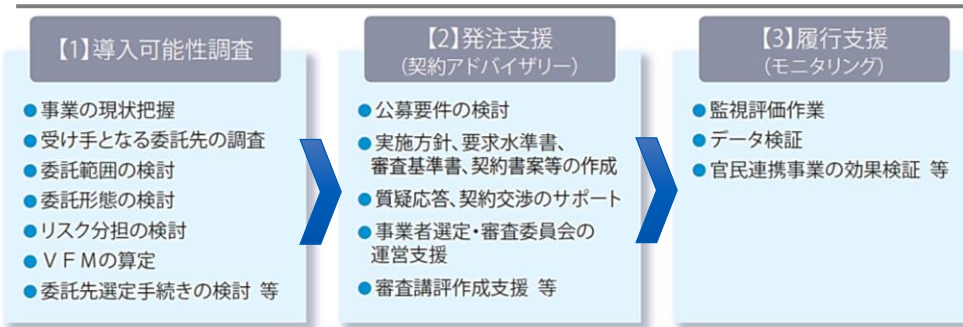 【1】導入可能性調査
●事業の現状把握
●受け手となる委託先の調査
●委託範囲の検討
●委託形態の検討
●リスク分担の検討
●ＶＦＭの算定
●委託先選定手続きの検討 等
【2】発注支援
（契約アドバイザリー）
●公募要件の検討
●実施方針、要求水準書、
審査基準書、契約書案等の作成
●質疑応答、契約交渉のサポート
●事業者選定・審査委員会の
運営支援
●審査講評作成支援 等
【3】履行支援
（モニタリング）
●監視評価作業
●データ検証
●官民連携事業の効果検証 等